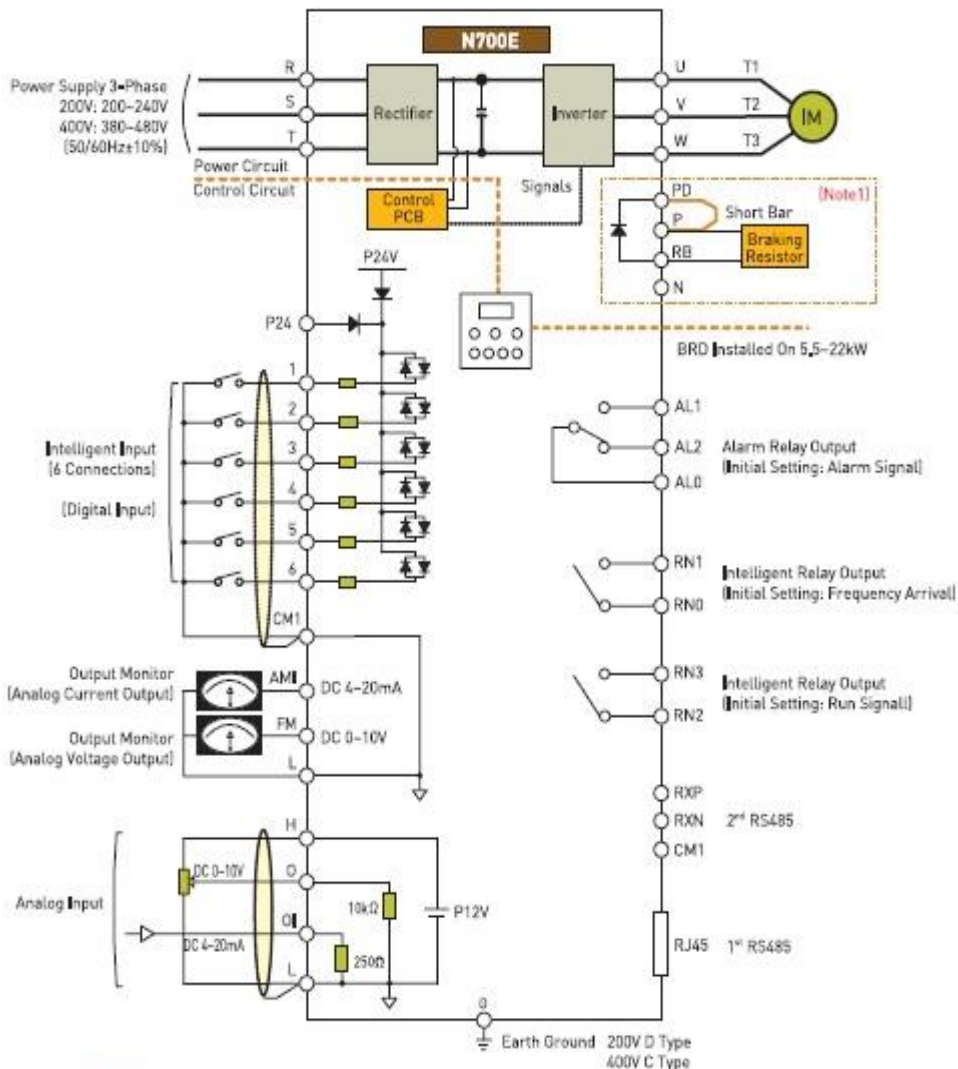 N700E
Power Supply 3-Phase
200V: 200~240V
400V: 380~480V
(50/60Hz±10%)
R
S
T
Rectifier
Inverter
U
V
W
T1
T2
T3
IM
Power Circuit
Control Circuit
Control
PCB
Signals
PD
P
RB
N
Short Bar
(Note1)
Braking
Resistor
BRD Installed On 5.5~22kW
P24V
P24
1
2
3
4
5
6
CM1
Intelligent Input
(6 Connections)
(Digital Input)
AL1
AL2
AL0
Alarm Relay Output
(Initial Setting: Alarm Signal)
RN1
RN0
Intelligent Relay Output
(Initial Setting: Frequency Arrival)
RN3
RN2
Intelligent Relay Output
(Initial Setting: Run Signall)
Output Monitor
(Analog Current Output)
AMI
DC 4~20mA
Output Monitor
(Analog Voltage Output)
FM
DC 0~10V
L
RXP
RXN
CM1
2nd RS485
Analog Input
H
DC 0~10V
O
OI
DC 4~20mA
L
10kΩ
250Ω
P12V
RJ45
1st RS485
G
Earth Ground
200V D Type
400V C Type